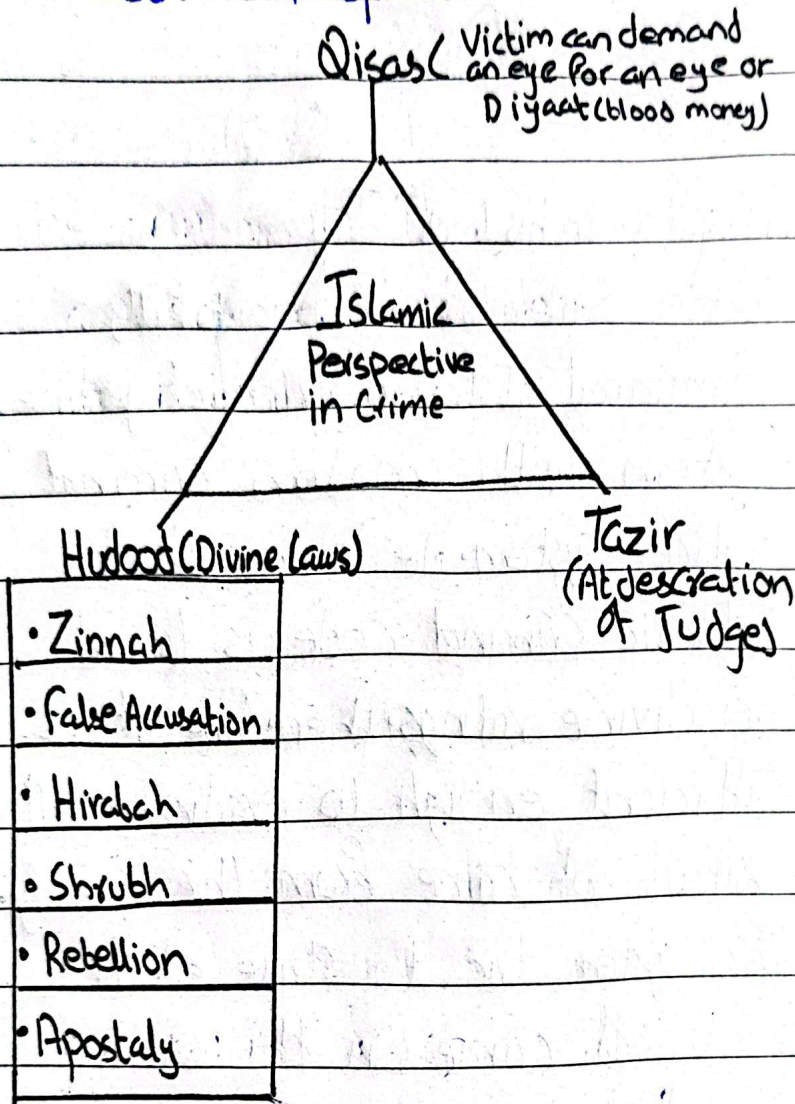 Qisas ( Victim can demand
an eye for an eye or
Diyaat (blood money)
Islamic
Perspective
in Crime
Hudood (Divine Laws)
• Zinnah
• False Accusation
• Hirabah
• Shrubh
• Rebellion
• Apostaly
Tazir
(At descration
of Judge)